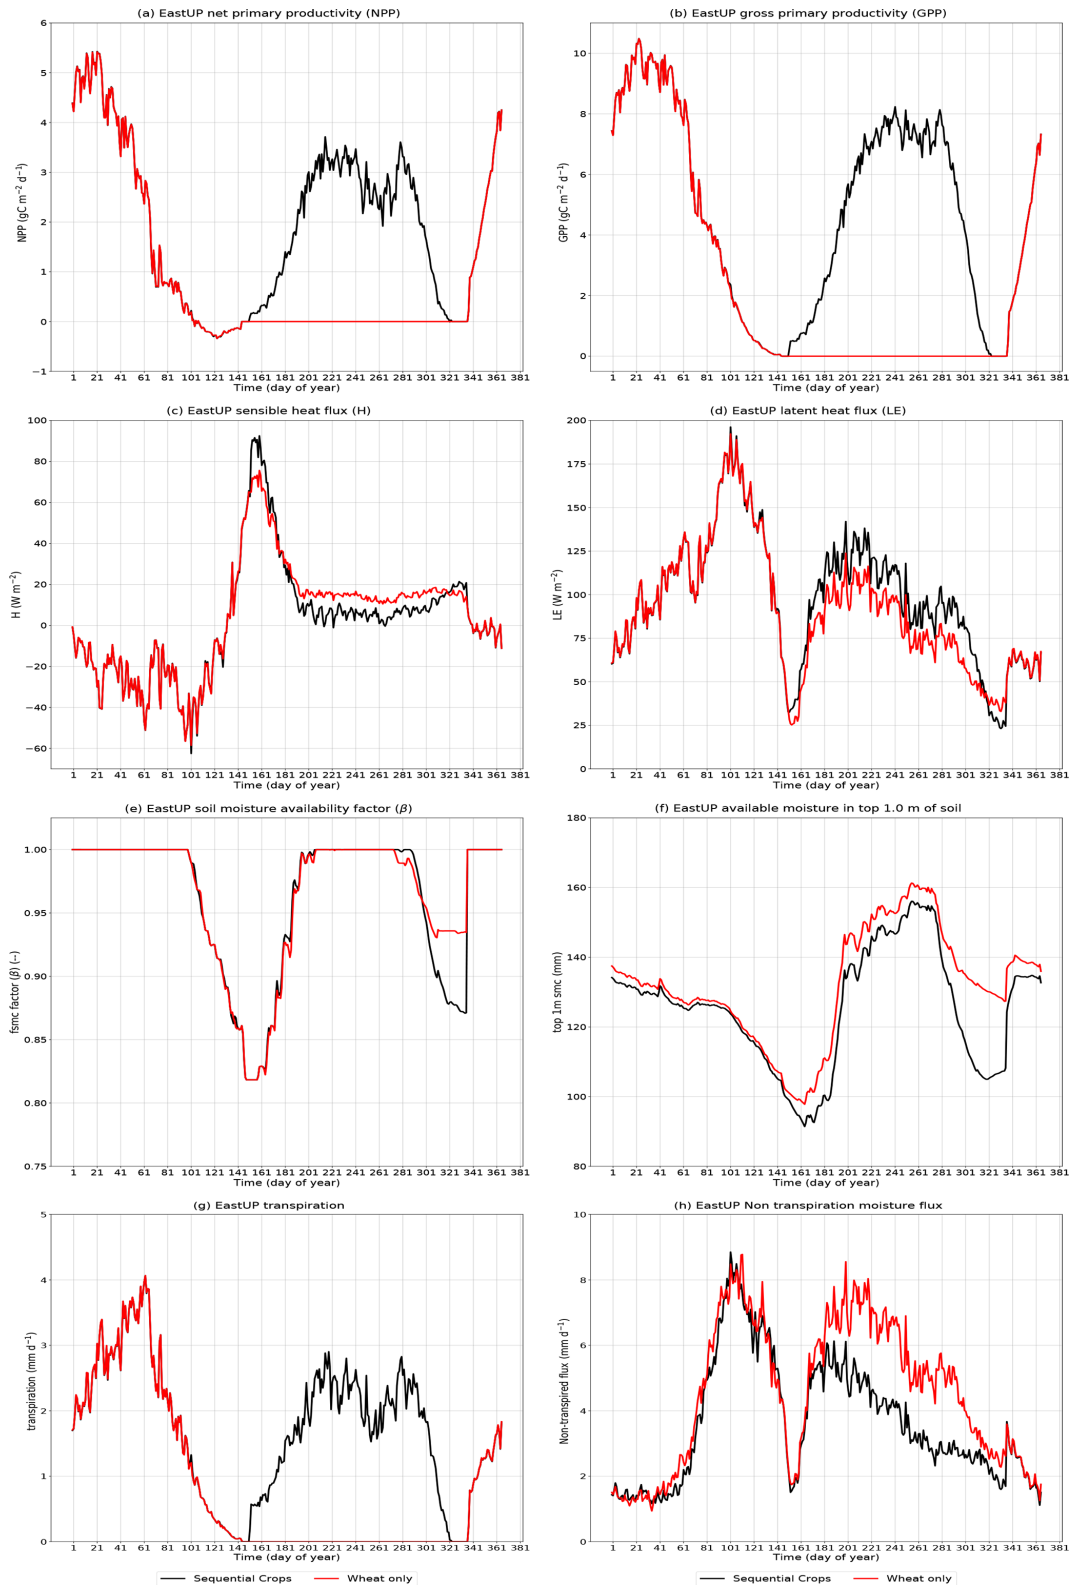 (a) EastUP net primary productivity (NPP)
6
5
4
3
2
1
0
−1
NPP (gC m−2 d−1)
1 21 41 61 81 101 121 141 161 181 201 221 241 261 281 301 321 341 361 381
Time (day of year)
(b) EastUP gross primary productivity (GPP)
10
8
6
4
2
0
GPP (gC m−2 d−1)
1 21 41 61 81 101 121 141 161 181 201 221 241 261 281 301 321 341 361 381
Time (day of year)
(c) EastUP sensible heat flux (H)
100
80
60
40
20
0
−20
−40
−60
H (W m−2)
1 21 41 61 81 101 121 141 161 181 201 221 241 261 281 301 321 341 361 381
Time (day of year)
(d) EastUP latent heat flux (LE)
200
175
150
125
100
75
50
25
0
LE (W m−2)
1 21 41 61 81 101 121 141 161 181 201 221 241 261 281 301 321 341 361 381
Time (day of year)
(e) EastUP soil moisture availability factor (β)
1.00
0.95
0.90
0.85
0.80
0.75
fsmc factor (β) (--)
1 21 41 61 81 101 121 141 161 181 201 221 241 261 281 301 321 341 361 381
Time (day of year)
(f) EastUP available moisture in top 1.0 m of soil
180
160
140
120
100
80
top 1m smc (mm)
1 21 41 61 81 101 121 141 161 181 201 221 241 261 281 301 321 341 361 381
Time (day of year)
(g) EastUP transpiration
5
4
3
2
1
0
transpiration (mm d−1)
1 21 41 61 81 101 121 141 161 181 201 221 241 261 281 301 321 341 361 381
Time (day of year)
(h) EastUP Non transpiration moisture flux
10
8
6
4
2
0
Non-transpired flux (mm d−1)
1 21 41 61 81 101 121 141 161 181 201 221 241 261 281 301 321 341 361 381
Time (day of year)
Sequential Crops Wheat only
Sequential Crops Wheat only